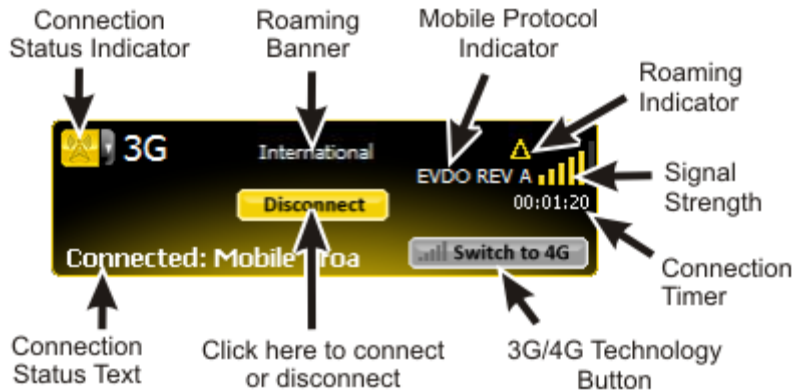 Connection
Status Indicator
Roaming
Banner
Mobile Protocol
Indicator
Roaming
Indicator
3G
International
EVDO REV A
Signal
Strength
Disconnect
00:01:20
Connected: Mobile roa
Switch to 4G
Connection
Timer
Connection
Status Text
Click here to connect
or disconnect
3G/4G Technology
Button